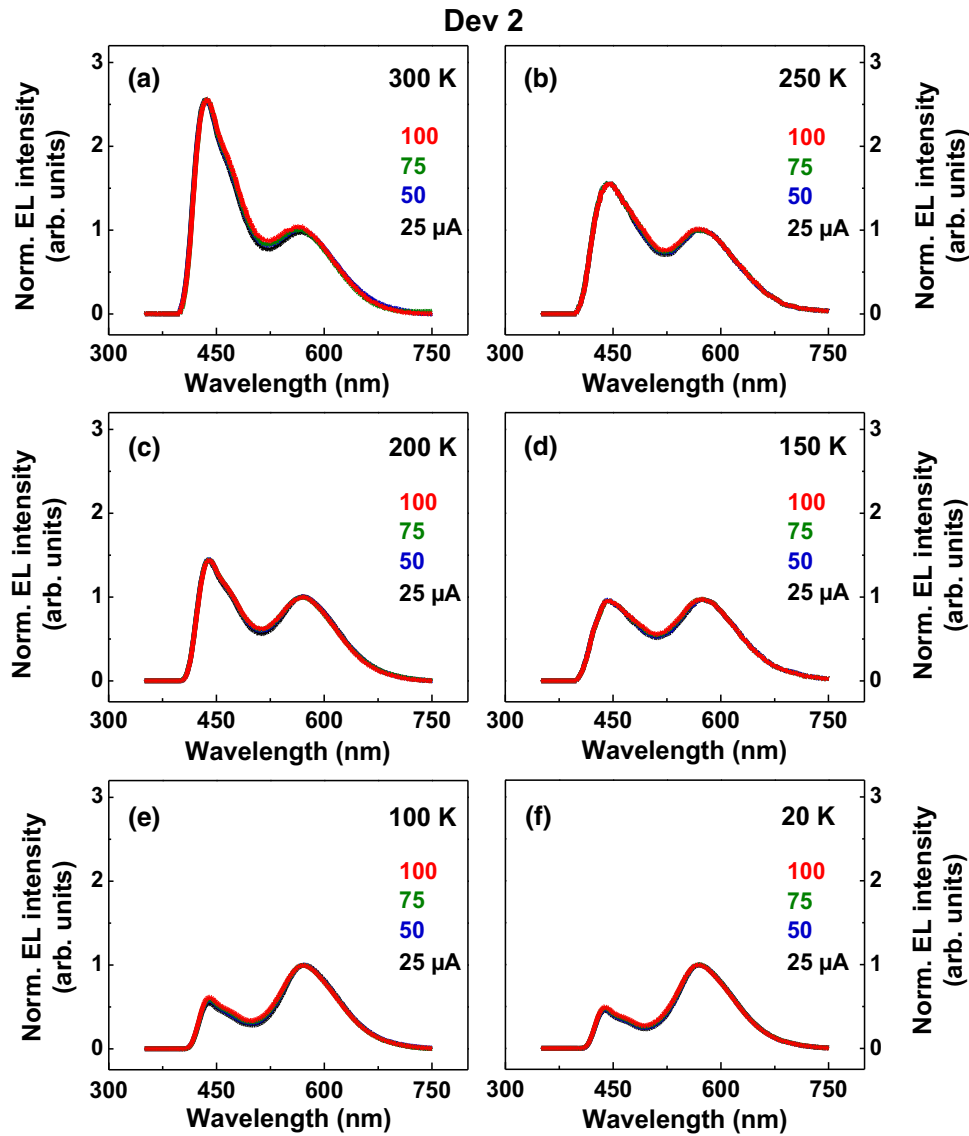 Dev 2
(a)
300 K
100
75
50
25 µA
3
2
1
0
300
450
600
750
Wavelength (nm)
Norm. EL intensity
(arb. units)
(b)
250 K
100
75
50
25 µA
3
2
1
0
300
450
600
750
Wavelength (nm)
Norm. EL intensity
(arb. units)
(c)
200 K
100
75
50
25 µA
3
2
1
0
300
450
600
750
Wavelength (nm)
Norm. EL intensity
(arb. units)
(d)
150 K
100
75
50
25 µA
3
2
1
0
300
450
600
750
Wavelength (nm)
Norm. EL intensity
(arb. units)
(e)
100 K
100
75
50
25 µA
3
2
1
0
300
450
600
750
Wavelength (nm)
Norm. EL intensity
(arb. units)
(f)
20 K
100
75
50
25 µA
3
2
1
0
300
450
600
750
Wavelength (nm)
Norm. EL intensity
(arb. units)